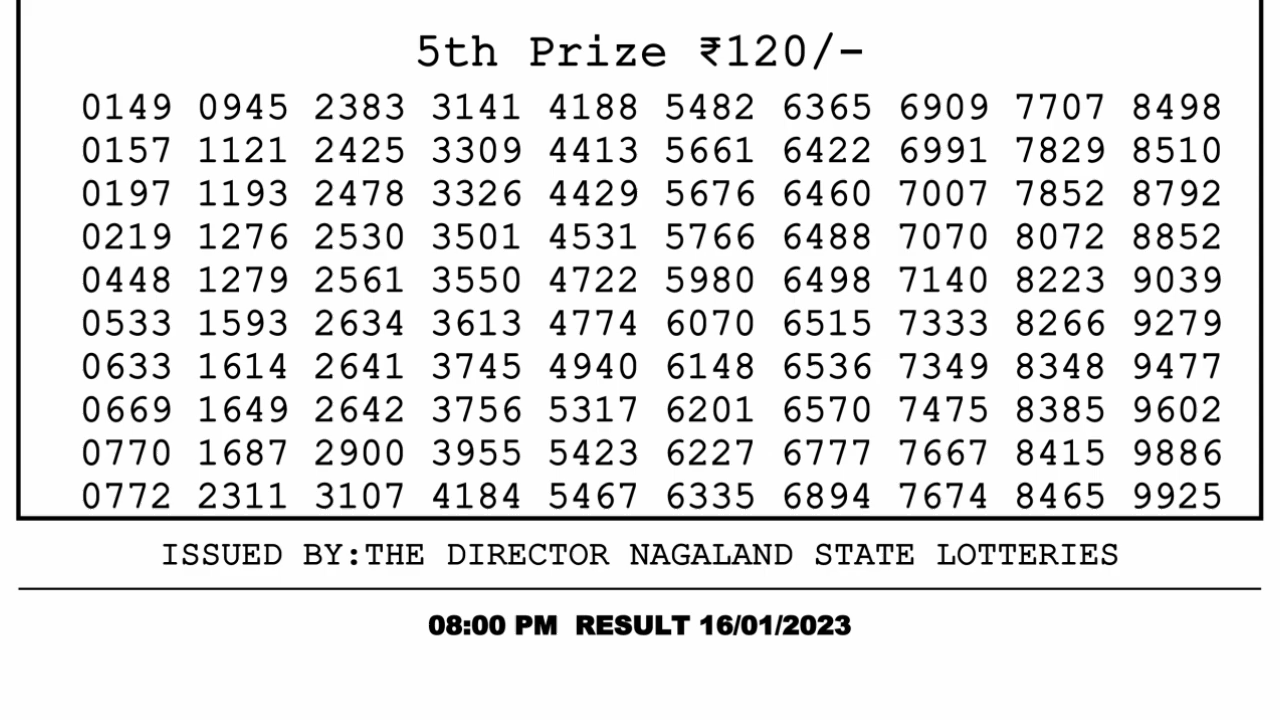 5th Prize ₹120/-
0149 0945 2383 3141 4188 5482 6365 6909 7707 8498
0157 1121 2425 3309 4413 5661 6422 6991 7829 8510
0197 1193 2478 3326 4429 5676 6460 7007 7852 8792
0219 1276 2530 3501 4531 5766 6488 7070 8072 8852
0448 1279 2561 3550 4722 5980 6498 7140 8223 9039
0533 1593 2634 3613 4774 6070 6515 7333 8266 9279
0633 1614 2641 3745 4940 6148 6536 7349 8348 9477
0669 1649 2642 3756 5317 6201 6570 7475 8385 9602
0770 1687 2900 3955 5423 6227 6777 7667 8415 9886
0772 2311 3107 4184 5467 6335 6894 7674 8465 9925
ISSUED BY:THE DIRECTOR NAGALAND STATE LOTTERIES
08:00 PM RESULT 16/01/2023